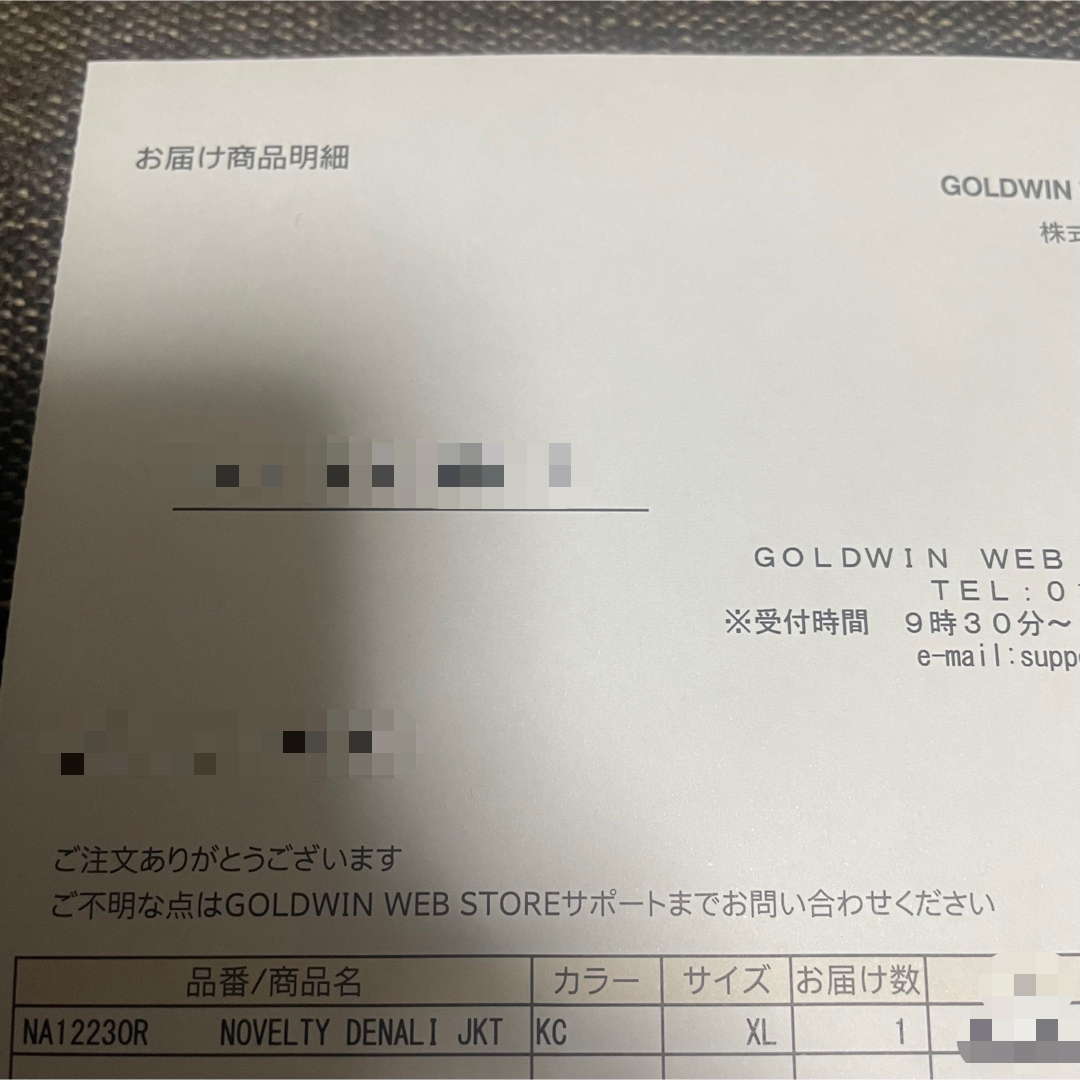 お届け商品明細
GOLDWIN
株式
GOLDWIN WEB
TEL:0
※受付時間 9時30分～
e-mail:supp
ご注文ありがとうございます
ご不明な点はGOLDWIN WEB STOREサポートまでお問い合わせください
品番/商品名 カラー サイズ お届け数
NA12230R NOVELTY DENALI JKT KC XL 1